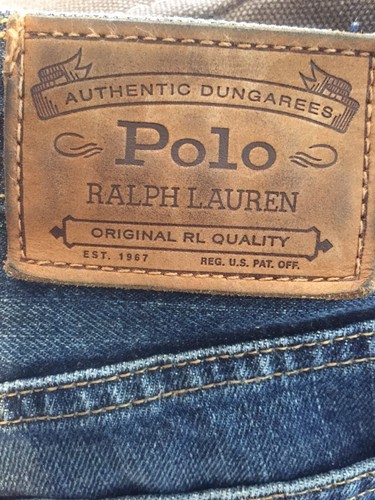 AUTHENTIC DUNGAREES
Polo
RALPH LAUREN
ORIGINAL RL QUALITY
EST. 1967 REG. U.S. PAT. OFF.